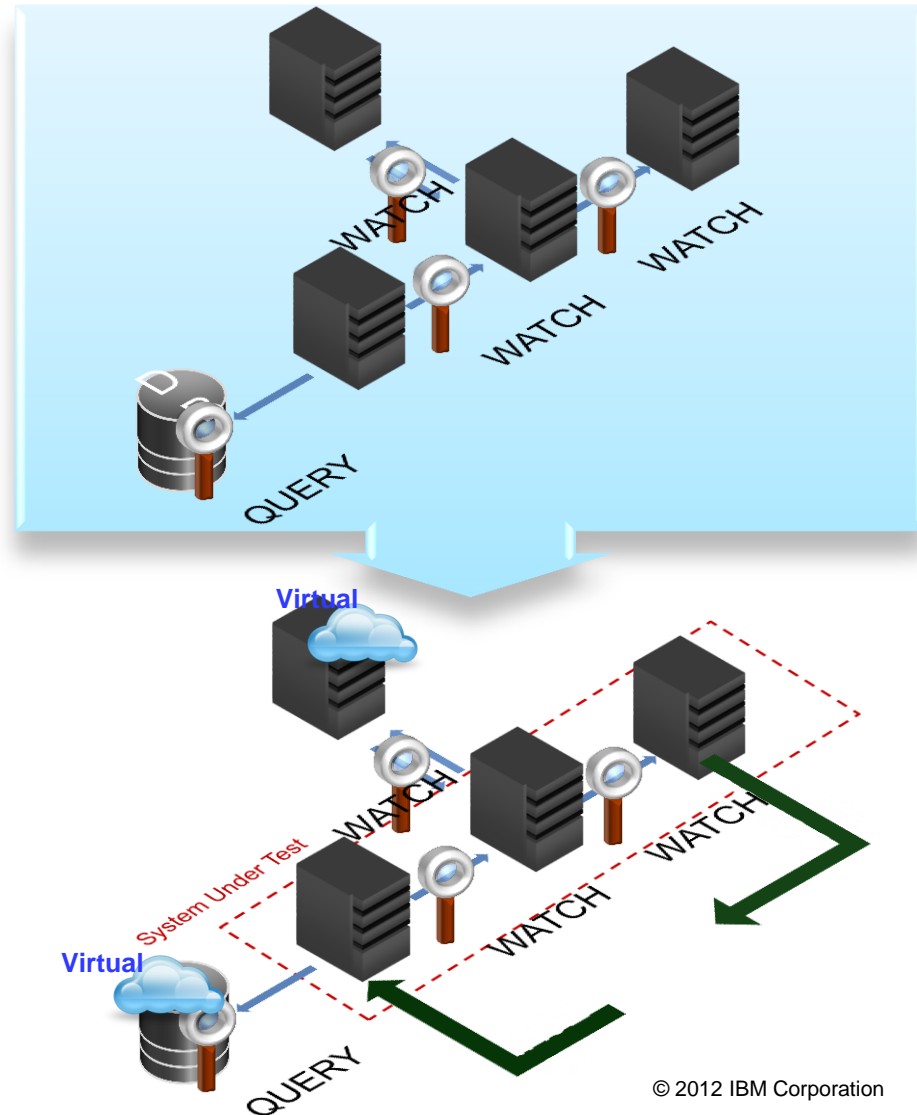 WATCH
WATCH
WATCH
D
QUERY
Virtual
WATCH
WATCH
System Under Test
WATCH
Virtual
QUERY
© 2012 IBM Corporation